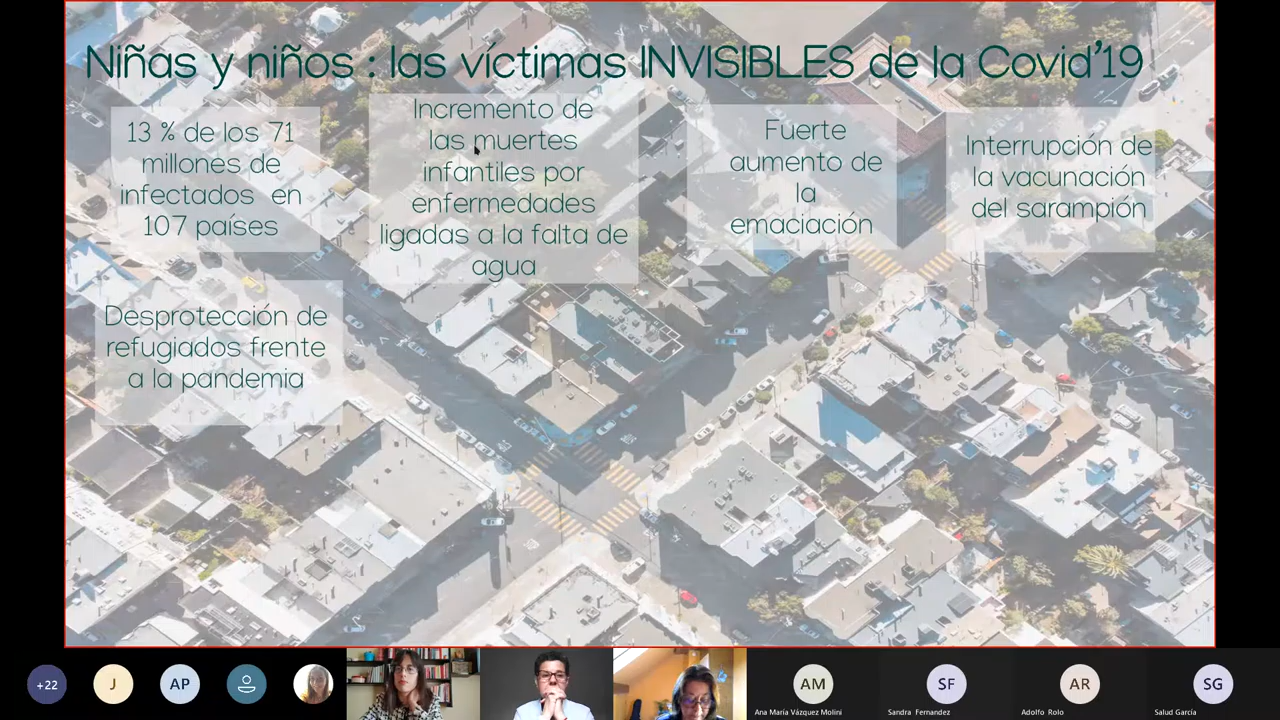 Niñas y niños : las víctimas INVISIBLES de la Covid’19
13 % de los 71
millones de
infectados en
107 países
Incremento de
las muertes
infantiles por
enfermedades
ligadas a la falta de
agua
Fuerte
aumento de
la
emaciación
Interrupción de
la vacunación
del sarampión
Desprotección de
refugiados frente
a la pandemia
+22
J
AP
AM
Ana María Vázquez Molini
SF
Sandra Fernandez
AR
Adolfo Rolo
SG
Salud García